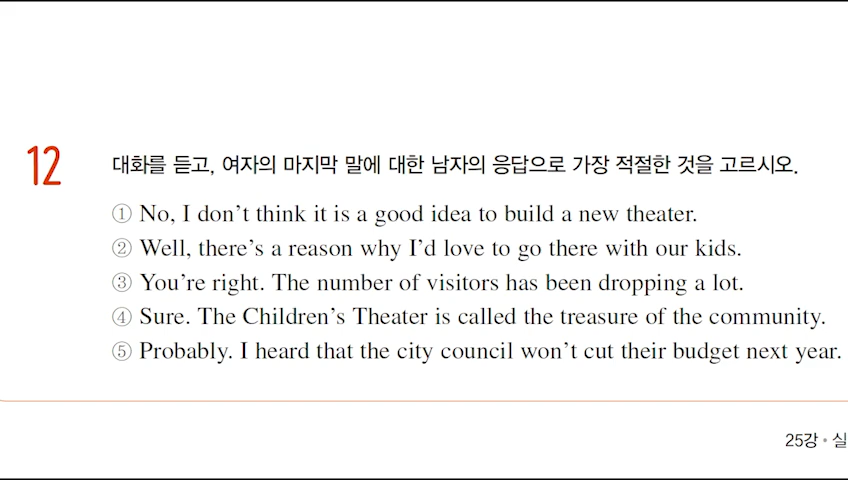 12
대화를 듣고, 여자의 마지막 말에 대한 남자의 응답으로 가장 적절한 것을 고르시오.
① No, I don't think it is a good idea to build a new theater.
② Well, there's a reason why I'd love to go there with our kids.
③ You're right. The number of visitors has been dropping a lot.
④ Sure. The Children's Theater is called the treasure of the community.
⑤ Probably. I heard that the city council won't cut their budget next year.
25강 • 실